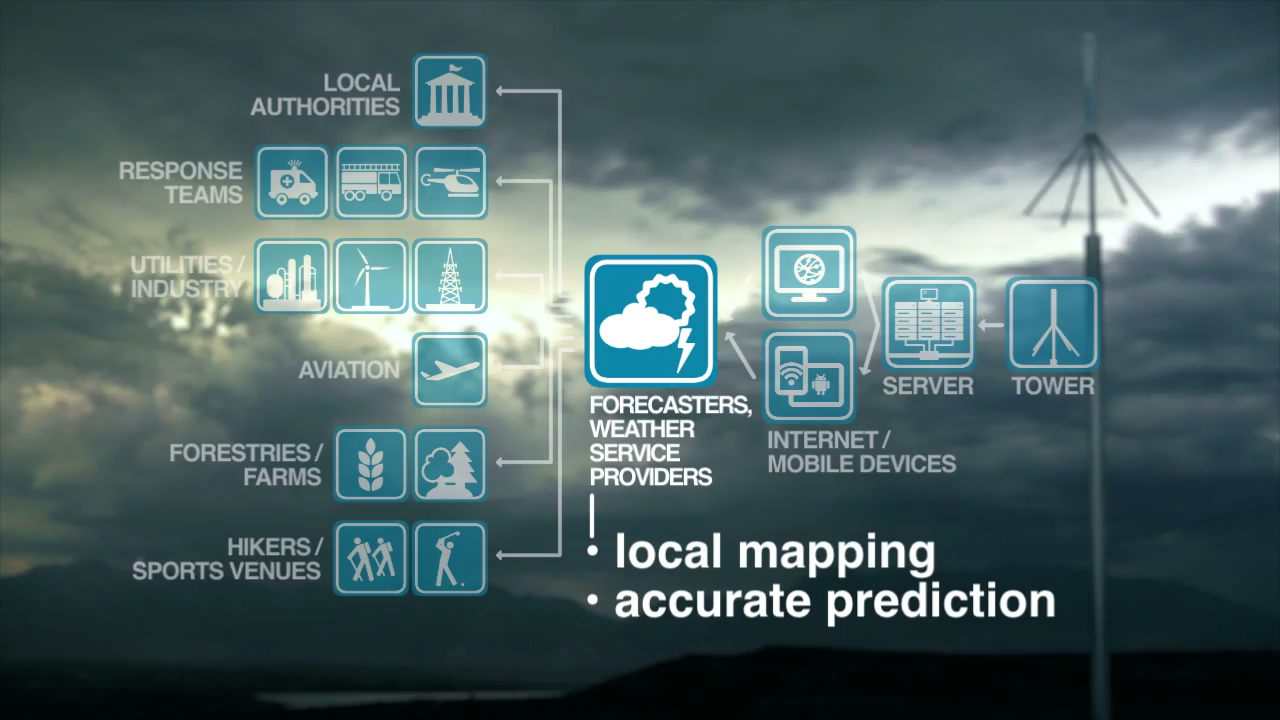 LOCAL
AUTHORITIES
RESPONSE
TEAMS
UTILITIES /
INDUSTRY
AVIATION
FORESTRIES /
FARMS
HIKERS /
SPORTS VENUES
FORECASTERS,
WEATHER
SERVICE
PROVIDERS
INTERNET /
MOBILE DEVICES
SERVER
TOWER
• local mapping
• accurate prediction